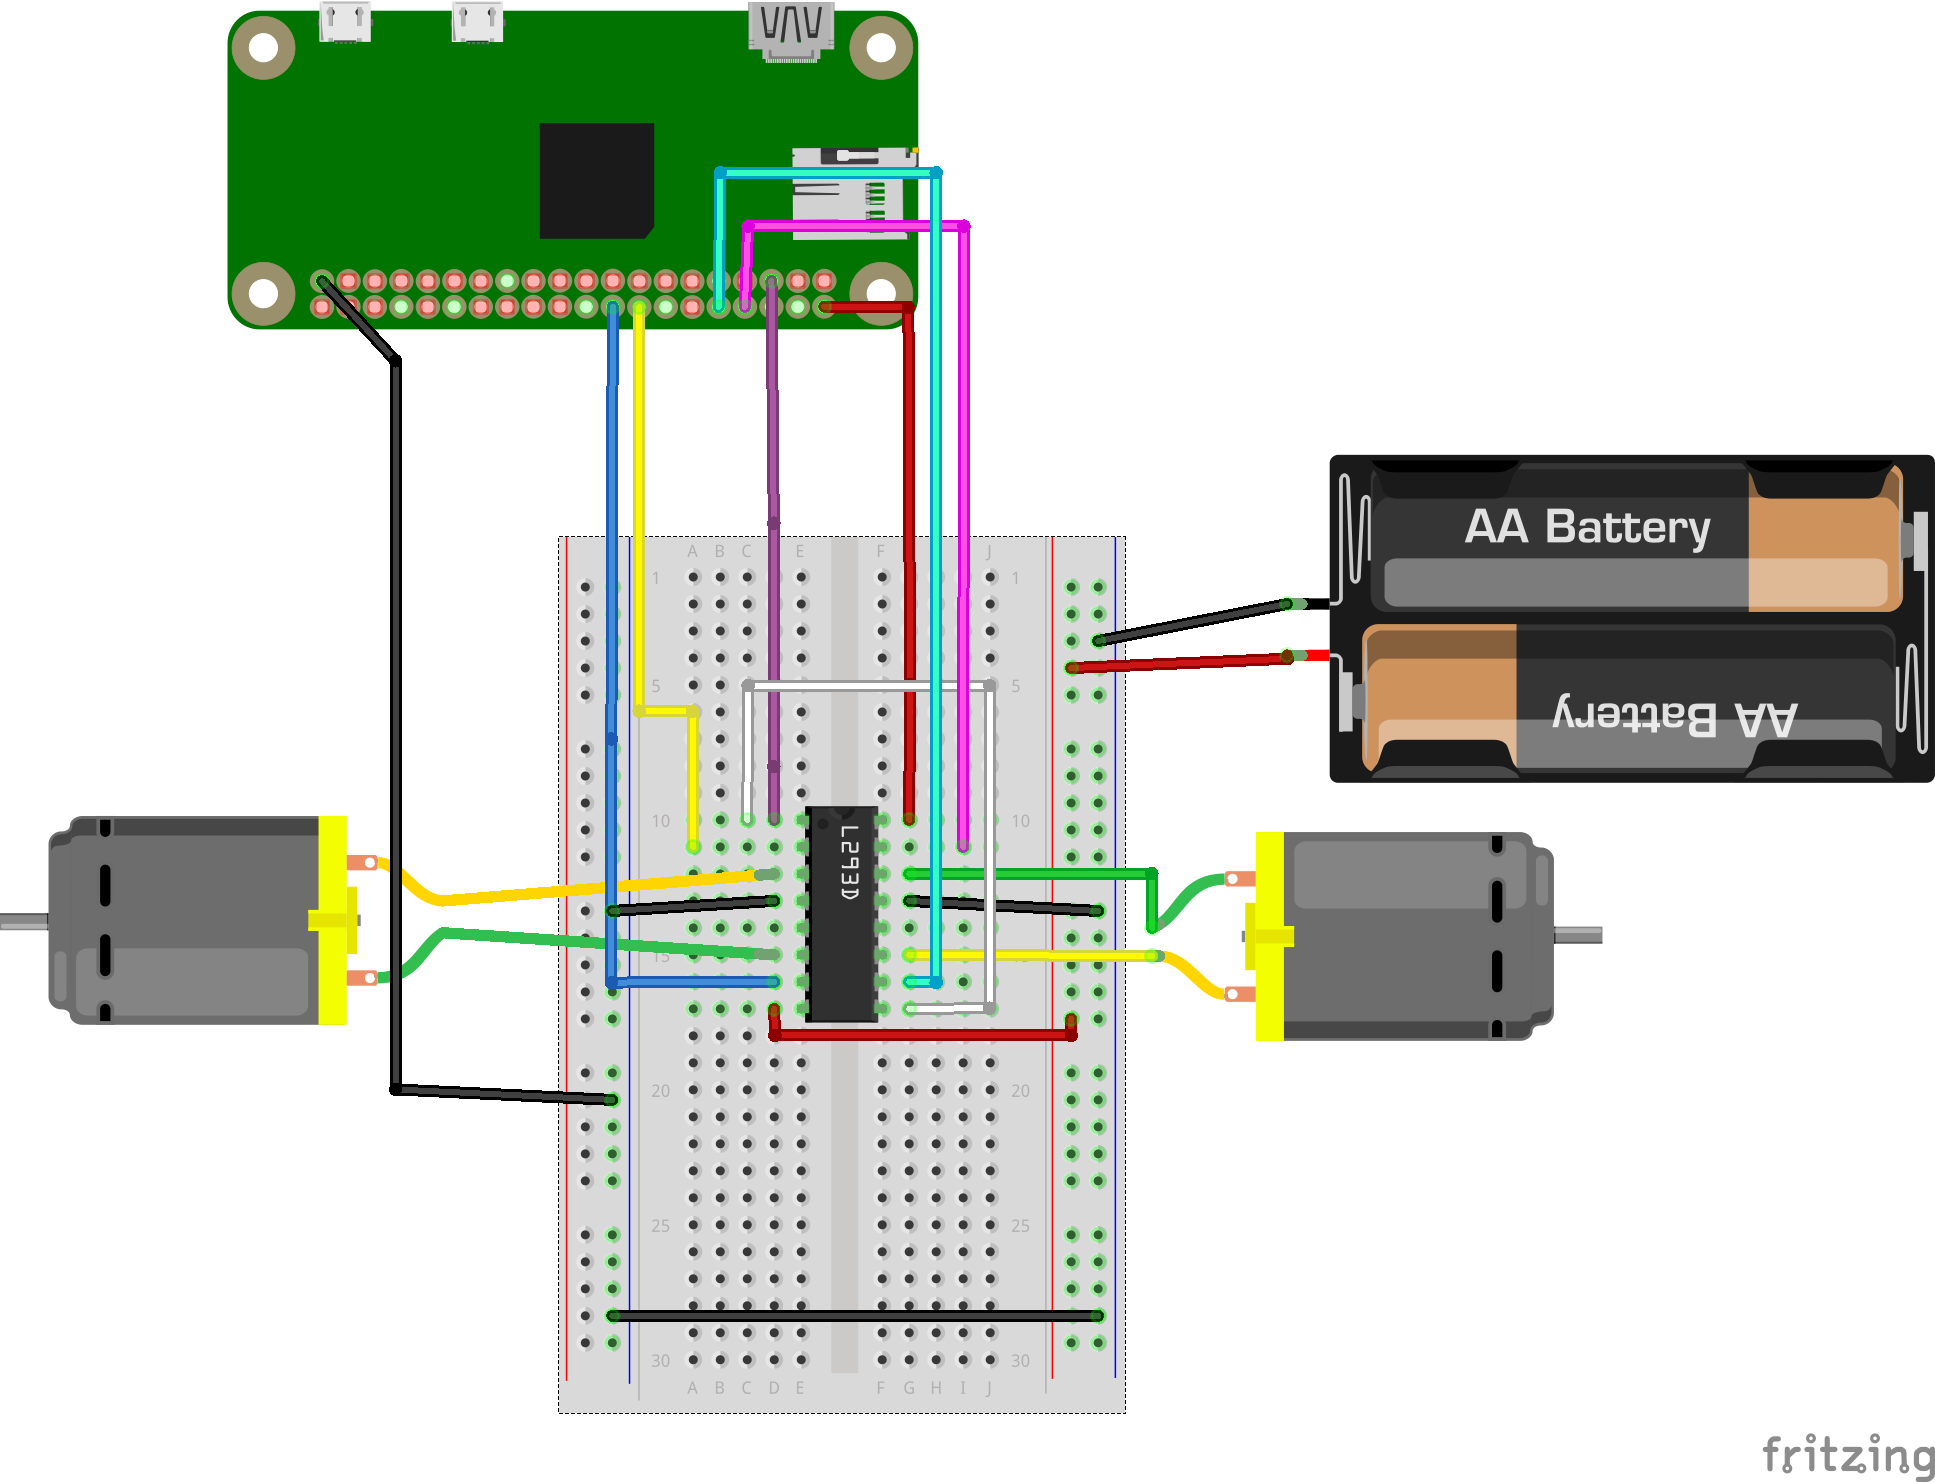 AA Battery
AA Battery
A B C E F J
1 1
5 5
10 10
L293D
15
20 20
25 25
30 30
A B C D E F G H I J
fritzing